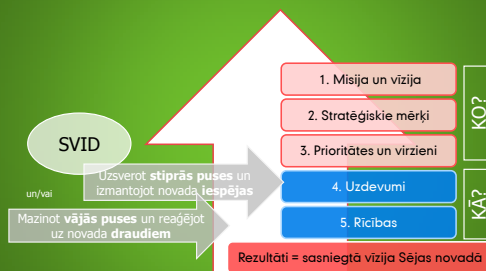 1. Misija un vīzija
2. Stratēģiskie mērķi
3. Prioritātes un virzieni
KO?
SVID
Uzsverot stiprās puses un
izmantojot novada iespējas
un/vai
4. Uzdevumi
5. Rīcības
KĀ?
Mazinot vājās puses un reaģējot
uz novada draudiem
Rezultāti = sasniegtā vīzija Sējas novadā